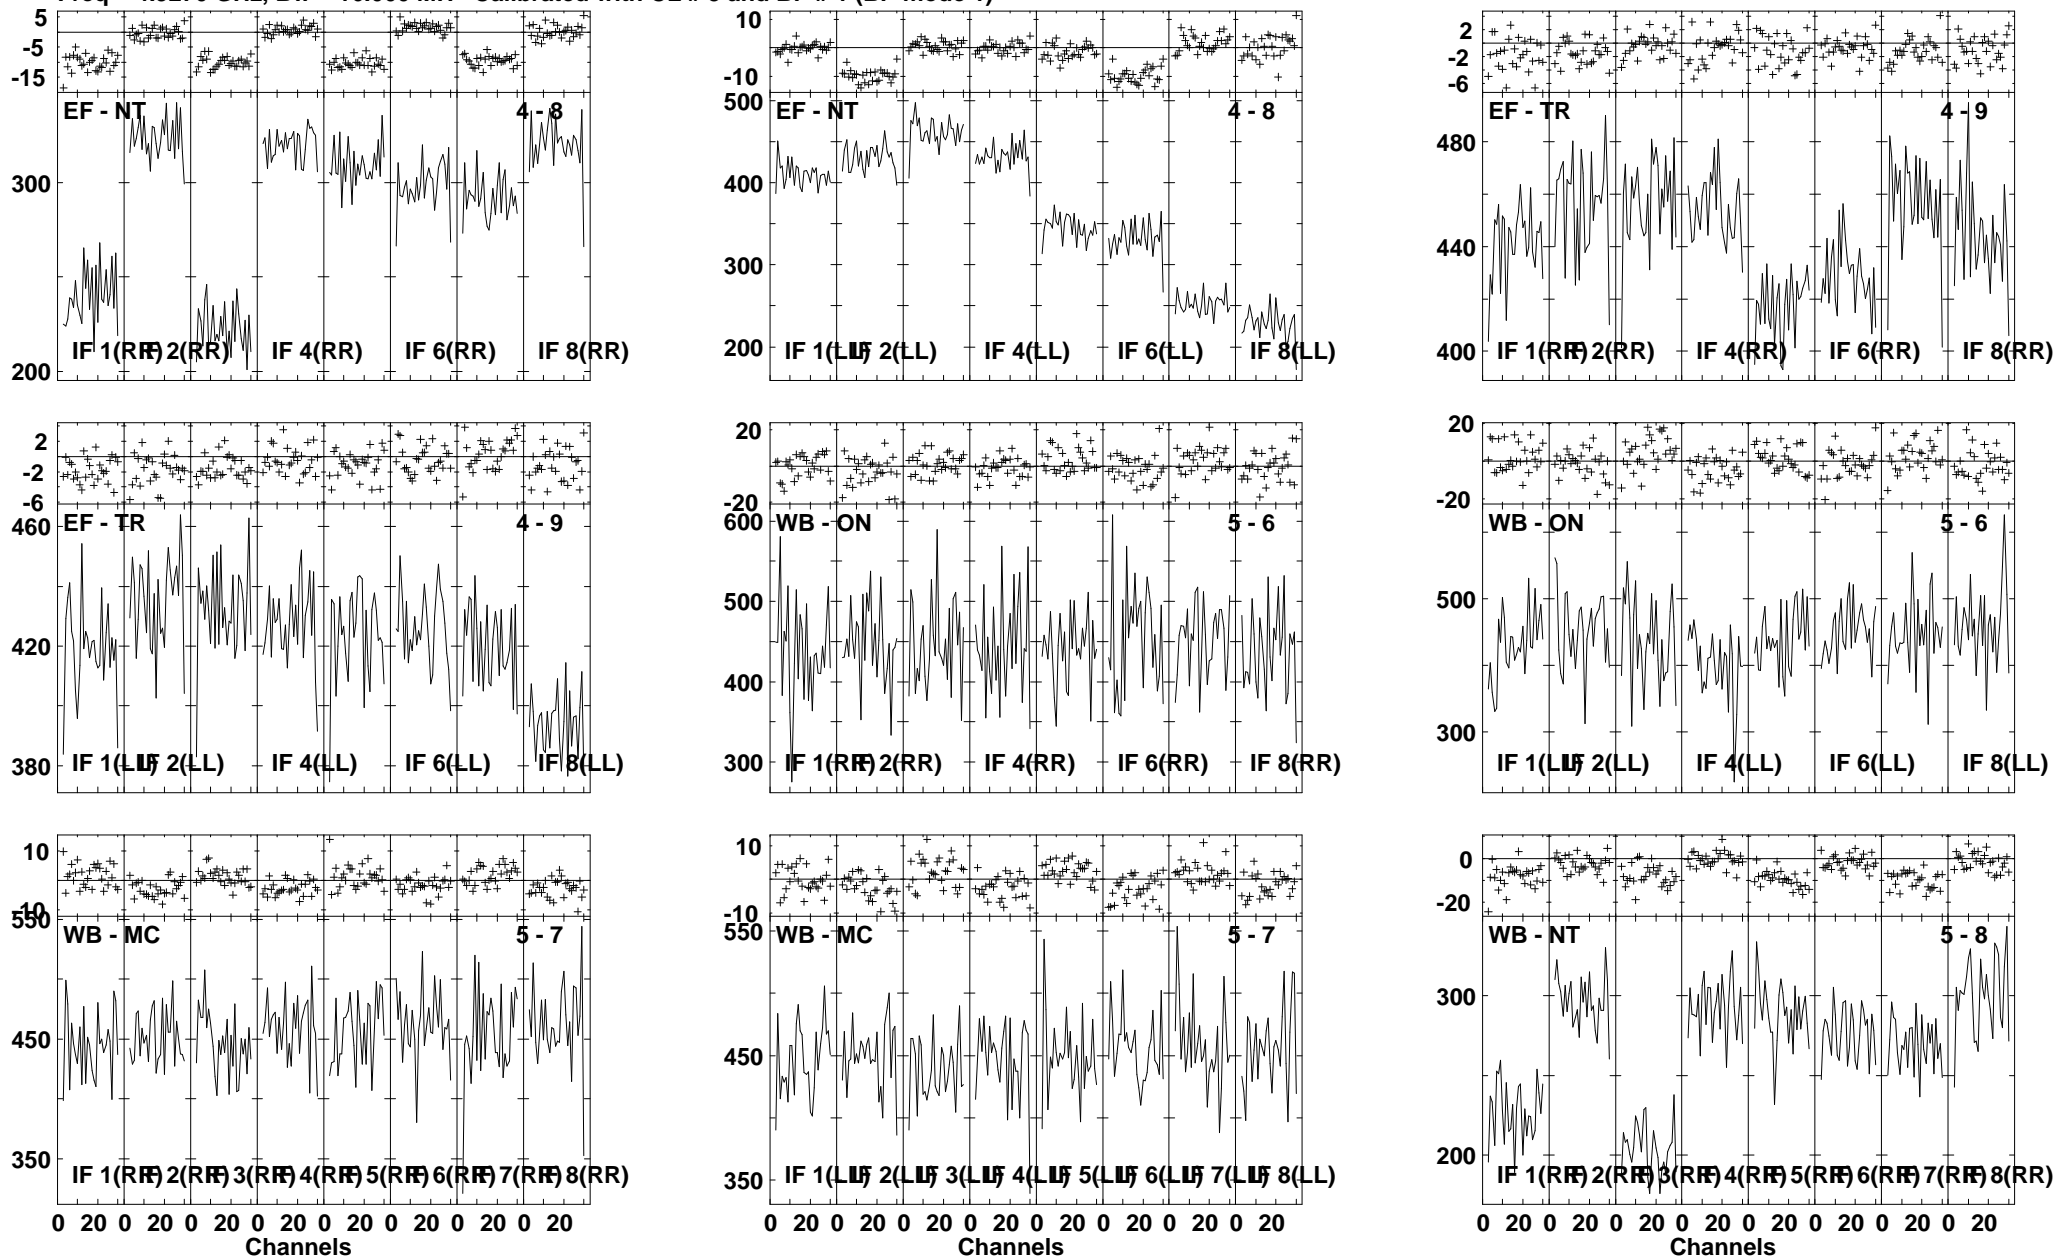 5
-5
-15
EF - NT 4 - 8
300
200
IF 1(RR) IF 2(RR) IF 4(RR) IF 6(RR) IF 8(RR)
10
-10
500
EF - NT 4 - 8
400
300
200
IF 1(LL) IF 2(LL) IF 4(LL) IF 6(LL) IF 8(LL)
2
-2
-6
EF - TR 4 - 9
480
440
400
IF 1(RR) IF 2(RR) IF 4(RR) IF 6(RR) IF 8(RR)
2
-2
-6
460
EF - TR 4 - 9
420
380
IF 1(LL) IF 2(LL) IF 4(LL) IF 6(LL) IF 8(LL)
20
-20
600
WB - ON 5 - 6
500
400
300
IF 1(RR) IF 2(RR) IF 4(RR) IF 6(RR) IF 8(RR)
20
-20
WB - ON 5 - 6
500
300
IF 1(LL) IF 2(LL) IF 4(LL) IF 6(LL) IF 8(LL)
10
-10
550
WB - MC 5 - 7
450
350
IF 1(RR) IF 2(RR) IF 3(RR) IF 4(RR) IF 5(RR) IF 6(RR) IF 7(RR) IF 8(RR)
0 20 0 20 0 20 0 20 0 20 0 20 0 20 0 20
Channels
10
-10
550
WB - MC 5 - 7
450
350
IF 1(LL) IF 2(LL) IF 3(LL) IF 4(LL) IF 5(LL) IF 6(LL) IF 7(LL) IF 8(LL)
0 20 0 20 0 20 0 20 0 20 0 20 0 20 0 20
Channels
0
-20
WB - NT 5 - 8
300
200
IF 1(RR) IF 2(RR) IF 3(RR) IF 4(RR) IF 5(RR) IF 6(RR) IF 7(RR) IF 8(RR)
0 20 0 20 0 20 0 20 0 20 0 20 0 20 0 20
Channels